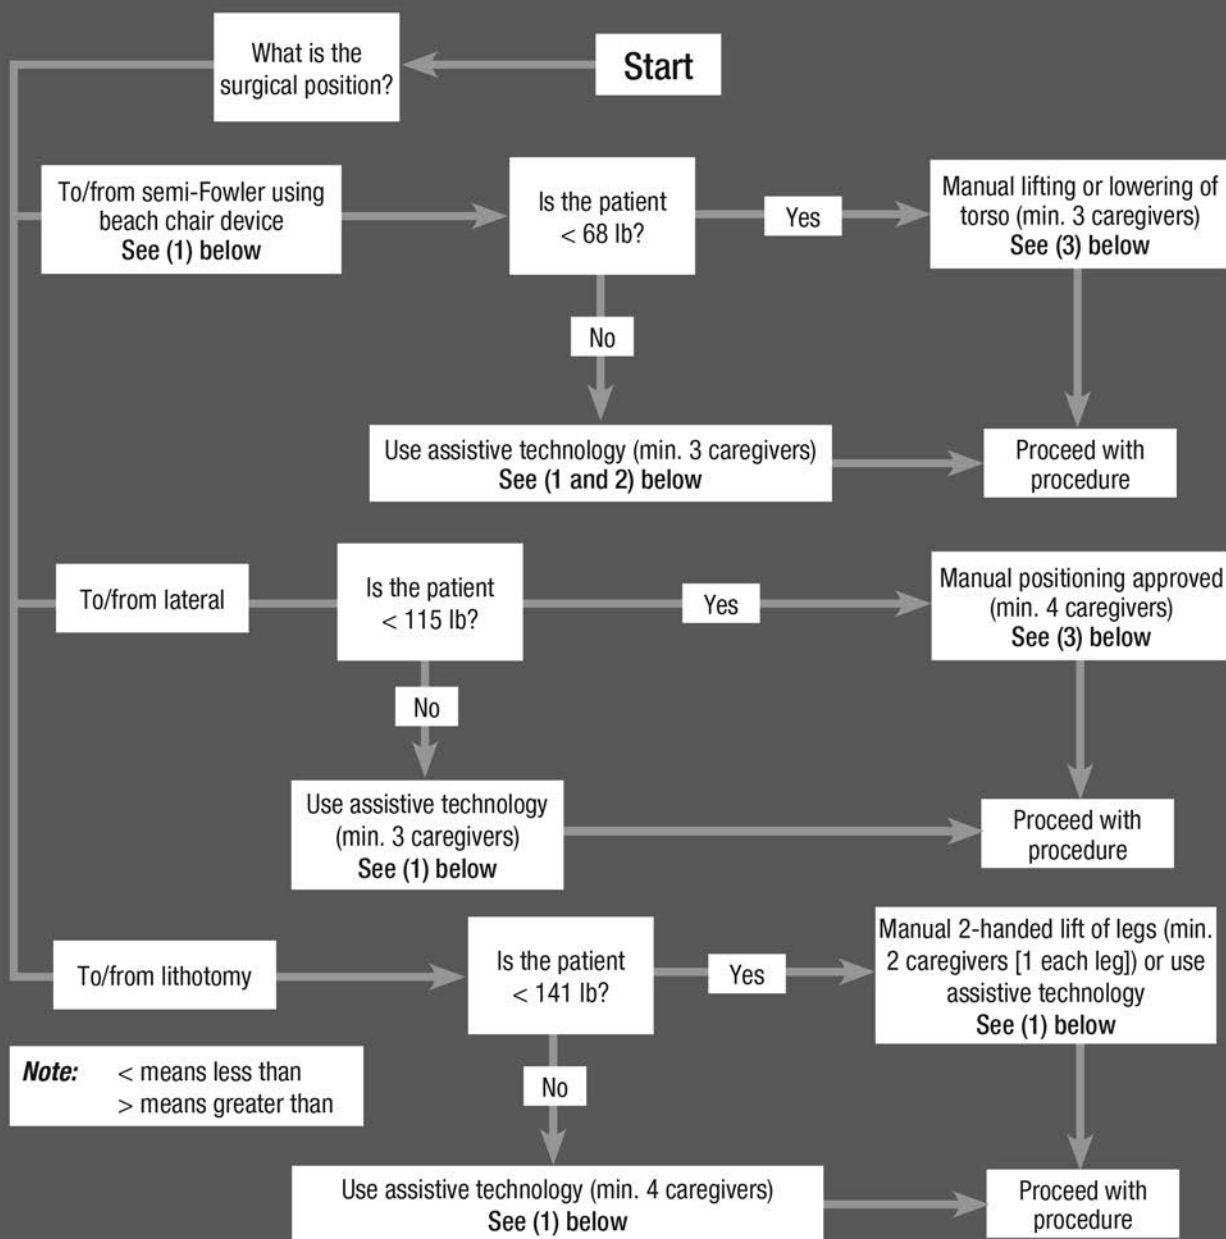 Start
What is the
surgical position?
To/from semi-Fowler using
beach chair device
See (1) below
Is the patient
< 68 lb?
Yes
Manual lifting or lowering of
torso (min. 3 caregivers)
See (3) below
No
Use assistive technology (min. 3 caregivers)
See (1 and 2) below
Proceed with
procedure
To/from lateral
Is the patient
< 115 lb?
Yes
Manual positioning approved
(min. 4 caregivers)
See (3) below
No
Use assistive technology
(min. 3 caregivers)
See (1) below
Proceed with
procedure
To/from lithotomy
Is the patient
< 141 lb?
Yes
Manual 2-handed lift of legs (min.
2 caregivers [1 each leg]) or use
assistive technology
See (1) below
No
Use assistive technology (min. 4 caregivers)
See (1) below
Proceed with
procedure
Note: < means less than
> means greater than